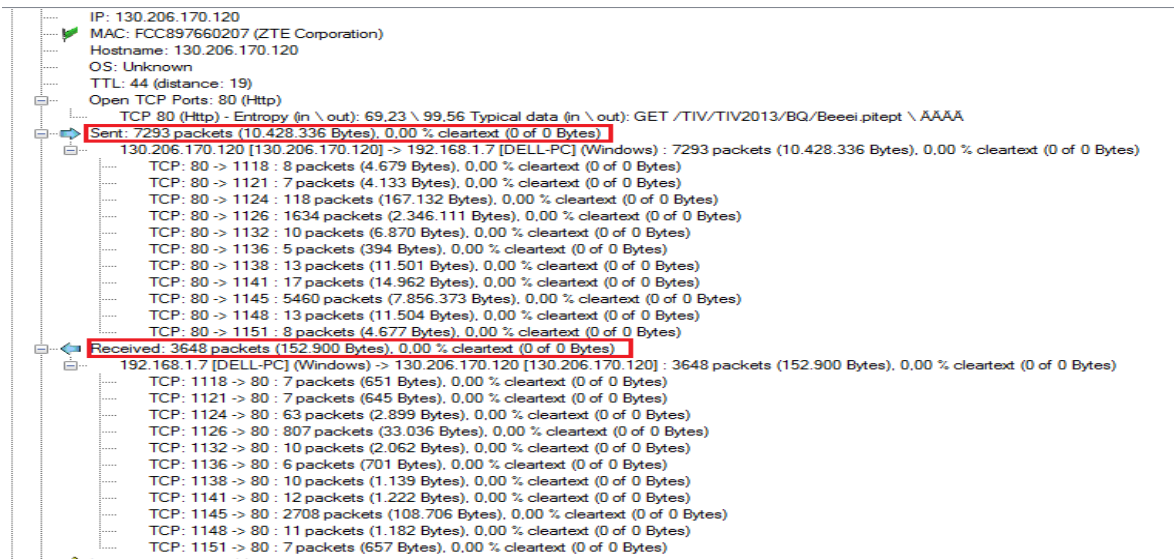 IP: 130.206.170.120
MAC: FCC897660207 (ZTE Corporation)
Hostname: 130.206.170.120
OS: Unknown
TTL: 44 (distance: 19)
Open TCP Ports: 80 (Http)
TCP 80 (Http) - Entropy (in \ out): 69,23 \ 99,56 Typical data (in \ out): GET /TIV/TIV2013/BQ/Beeei.pitept \ ÄÄÄÄ
Sent: 7293 packets (10.428.336 Bytes), 0,00 % cleartext (0 of 0 Bytes)
130.206.170.120 [130.206.170.120] -> 192.168.1.7 [DELL-PC] (Windows) : 7293 packets (10.428.336 Bytes), 0,00 % cleartext (0 of 0 Bytes)
TCP: 80 -> 1118 : 8 packets (4.679 Bytes), 0,00 % cleartext (0 of 0 Bytes)
TCP: 80 -> 1121 : 7 packets (4.133 Bytes), 0,00 % cleartext (0 of 0 Bytes)
TCP: 80 -> 1124 : 118 packets (167.132 Bytes), 0,00 % cleartext (0 of 0 Bytes)
TCP: 80 -> 1126 : 1634 packets (2.346.111 Bytes), 0,00 % cleartext (0 of 0 Bytes)
TCP: 80 -> 1132 : 10 packets (6.870 Bytes), 0,00 % cleartext (0 of 0 Bytes)
TCP: 80 -> 1136 : 5 packets (394 Bytes), 0,00 % cleartext (0 of 0 Bytes)
TCP: 80 -> 1138 : 13 packets (11.501 Bytes), 0,00 % cleartext (0 of 0 Bytes)
TCP: 80 -> 1141 : 17 packets (14.962 Bytes), 0,00 % cleartext (0 of 0 Bytes)
TCP: 80 -> 1145 : 5460 packets (7.856.373 Bytes), 0,00 % cleartext (0 of 0 Bytes)
TCP: 80 -> 1148 : 13 packets (11.504 Bytes), 0,00 % cleartext (0 of 0 Bytes)
TCP: 80 -> 1151 : 8 packets (4.677 Bytes), 0,00 % cleartext (0 of 0 Bytes)
Received: 3648 packets (152.900 Bytes), 0,00 % cleartext (0 of 0 Bytes)
192.168.1.7 [DELL-PC] (Windows) -> 130.206.170.120 [130.206.170.120] : 3648 packets (152.900 Bytes), 0,00 % cleartext (0 of 0 Bytes)
TCP: 1118 -> 80 : 7 packets (651 Bytes), 0,00 % cleartext (0 of 0 Bytes)
TCP: 1121 -> 80 : 7 packets (645 Bytes), 0,00 % cleartext (0 of 0 Bytes)
TCP: 1124 -> 80 : 63 packets (2.899 Bytes), 0,00 % cleartext (0 of 0 Bytes)
TCP: 1126 -> 80 : 807 packets (33.036 Bytes), 0,00 % cleartext (0 of 0 Bytes)
TCP: 1132 -> 80 : 10 packets (2.062 Bytes), 0,00 % cleartext (0 of 0 Bytes)
TCP: 1136 -> 80 : 6 packets (701 Bytes), 0,00 % cleartext (0 of 0 Bytes)
TCP: 1138 -> 80 : 10 packets (1.139 Bytes), 0,00 % cleartext (0 of 0 Bytes)
TCP: 1141 -> 80 : 12 packets (1.222 Bytes), 0,00 % cleartext (0 of 0 Bytes)
TCP: 1145 -> 80 : 2708 packets (108.706 Bytes), 0,00 % cleartext (0 of 0 Bytes)
TCP: 1148 -> 80 : 11 packets (1.182 Bytes), 0,00 % cleartext (0 of 0 Bytes)
TCP: 1151 -> 80 : 7 packets (657 Bytes), 0,00 % cleartext (0 of 0 Bytes)